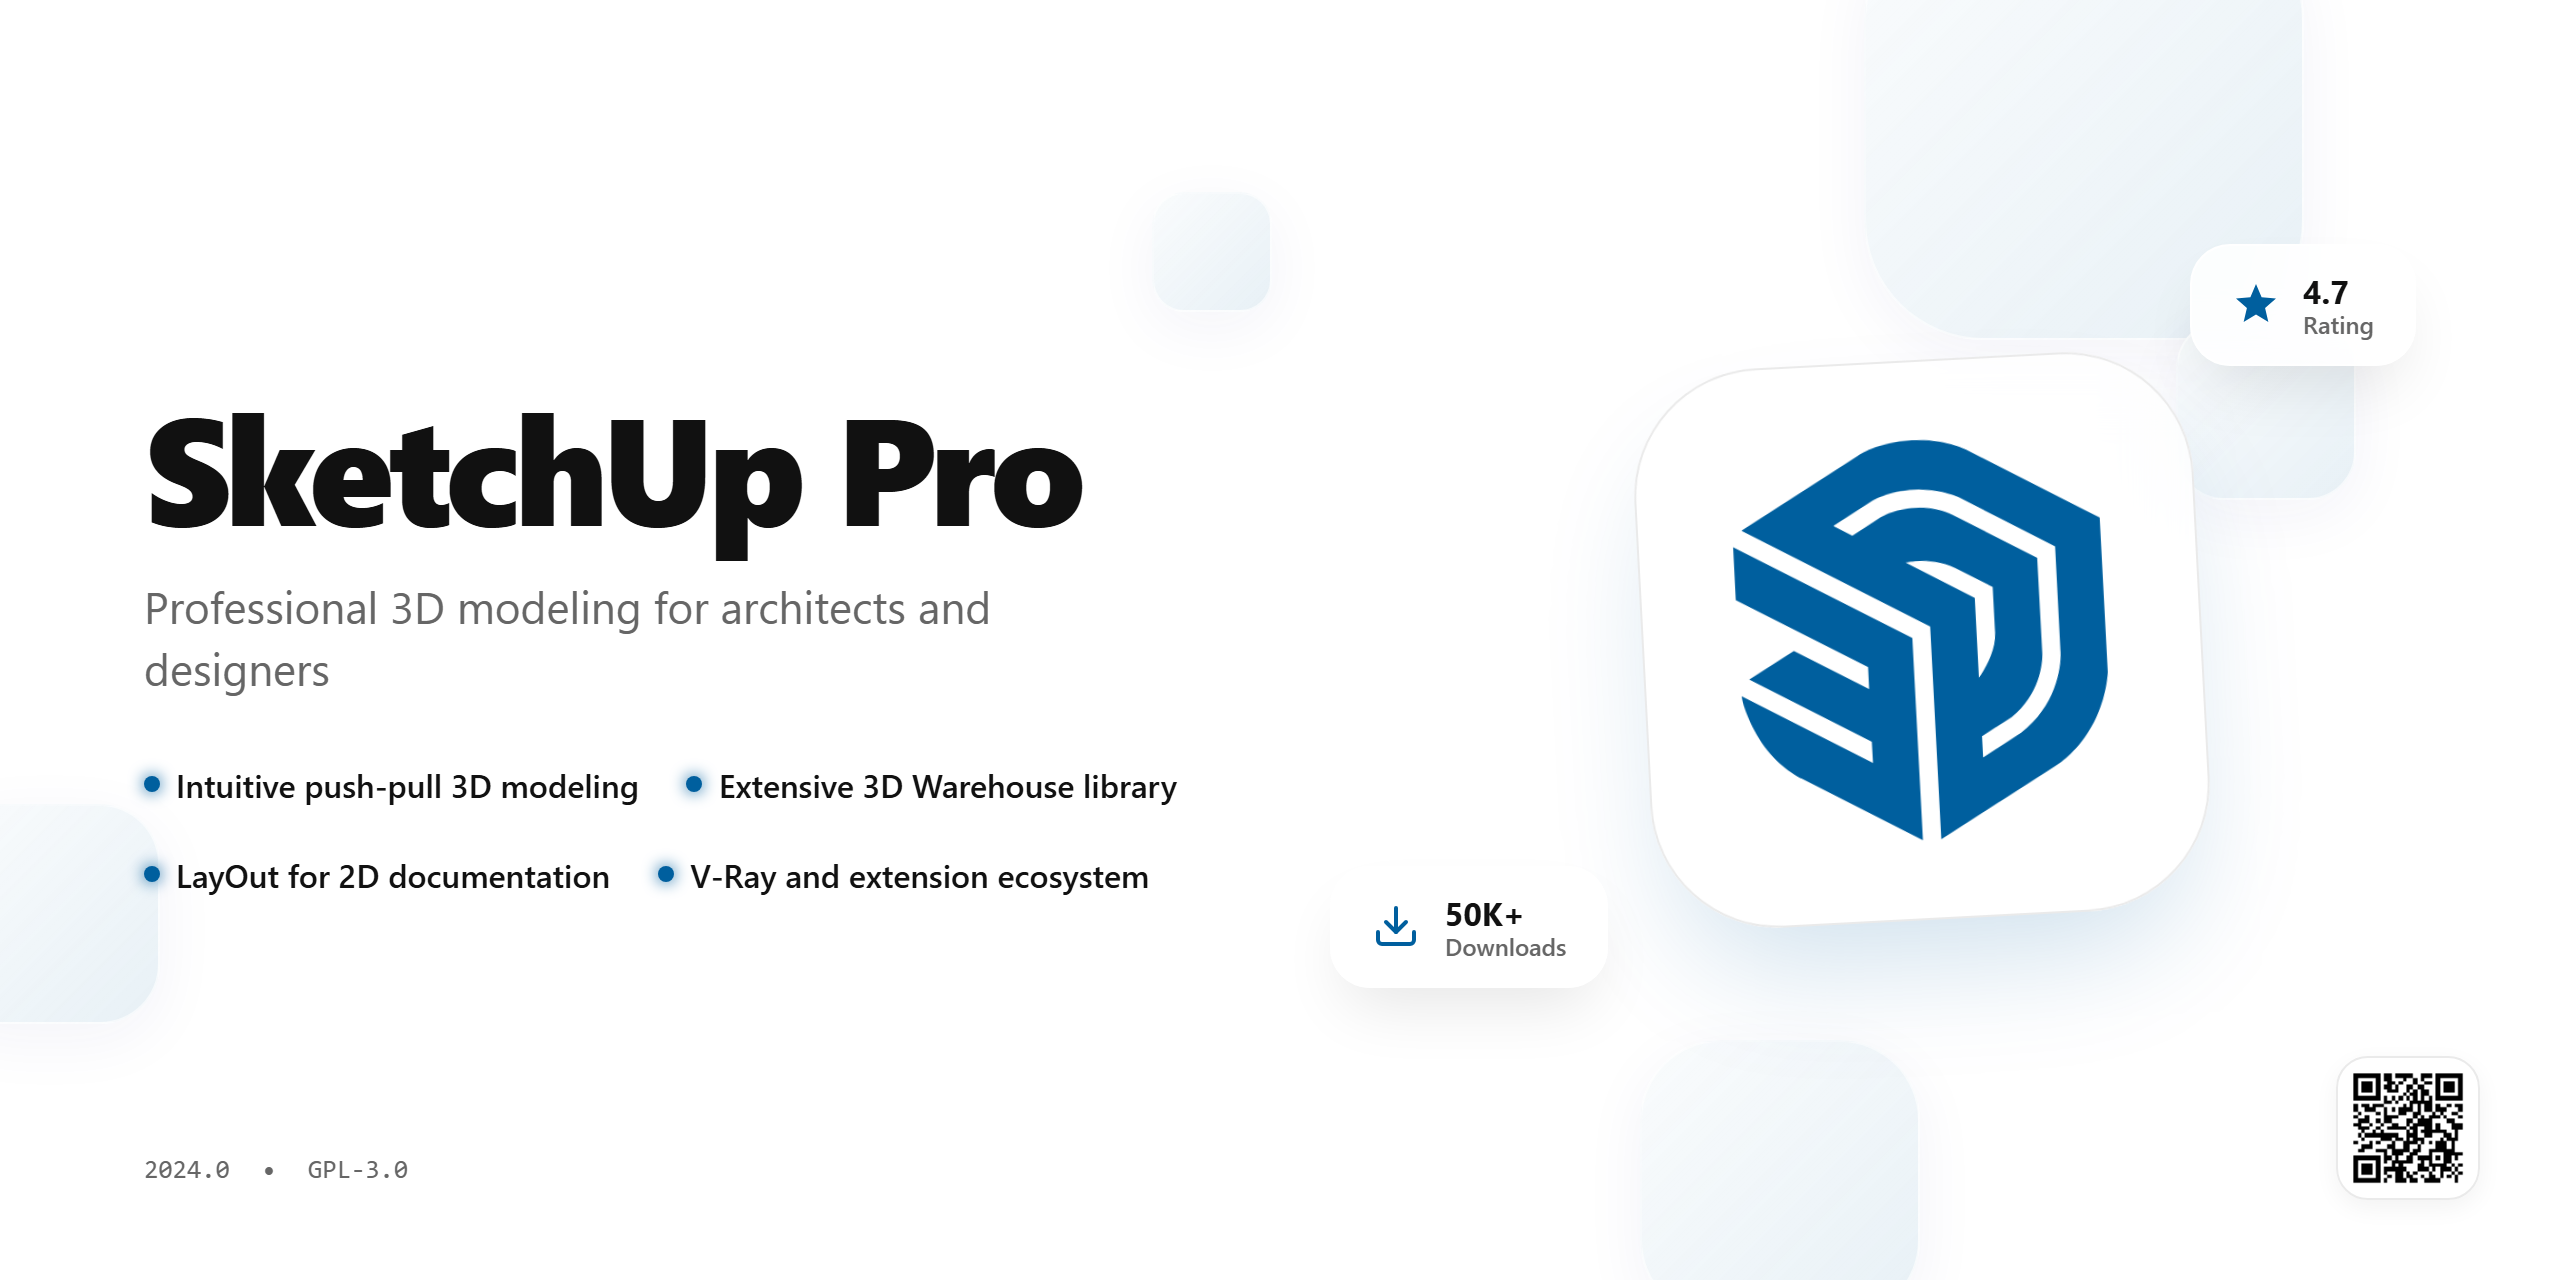 SketchUp Pro
Professional 3D modeling for architects and
designers
Intuitive push-pull 3D modeling
Extensive 3D Warehouse library
LayOut for 2D documentation
V-Ray and extension ecosystem
4.7
Rating
50K+
Downloads
2024.0 • GPL-3.0